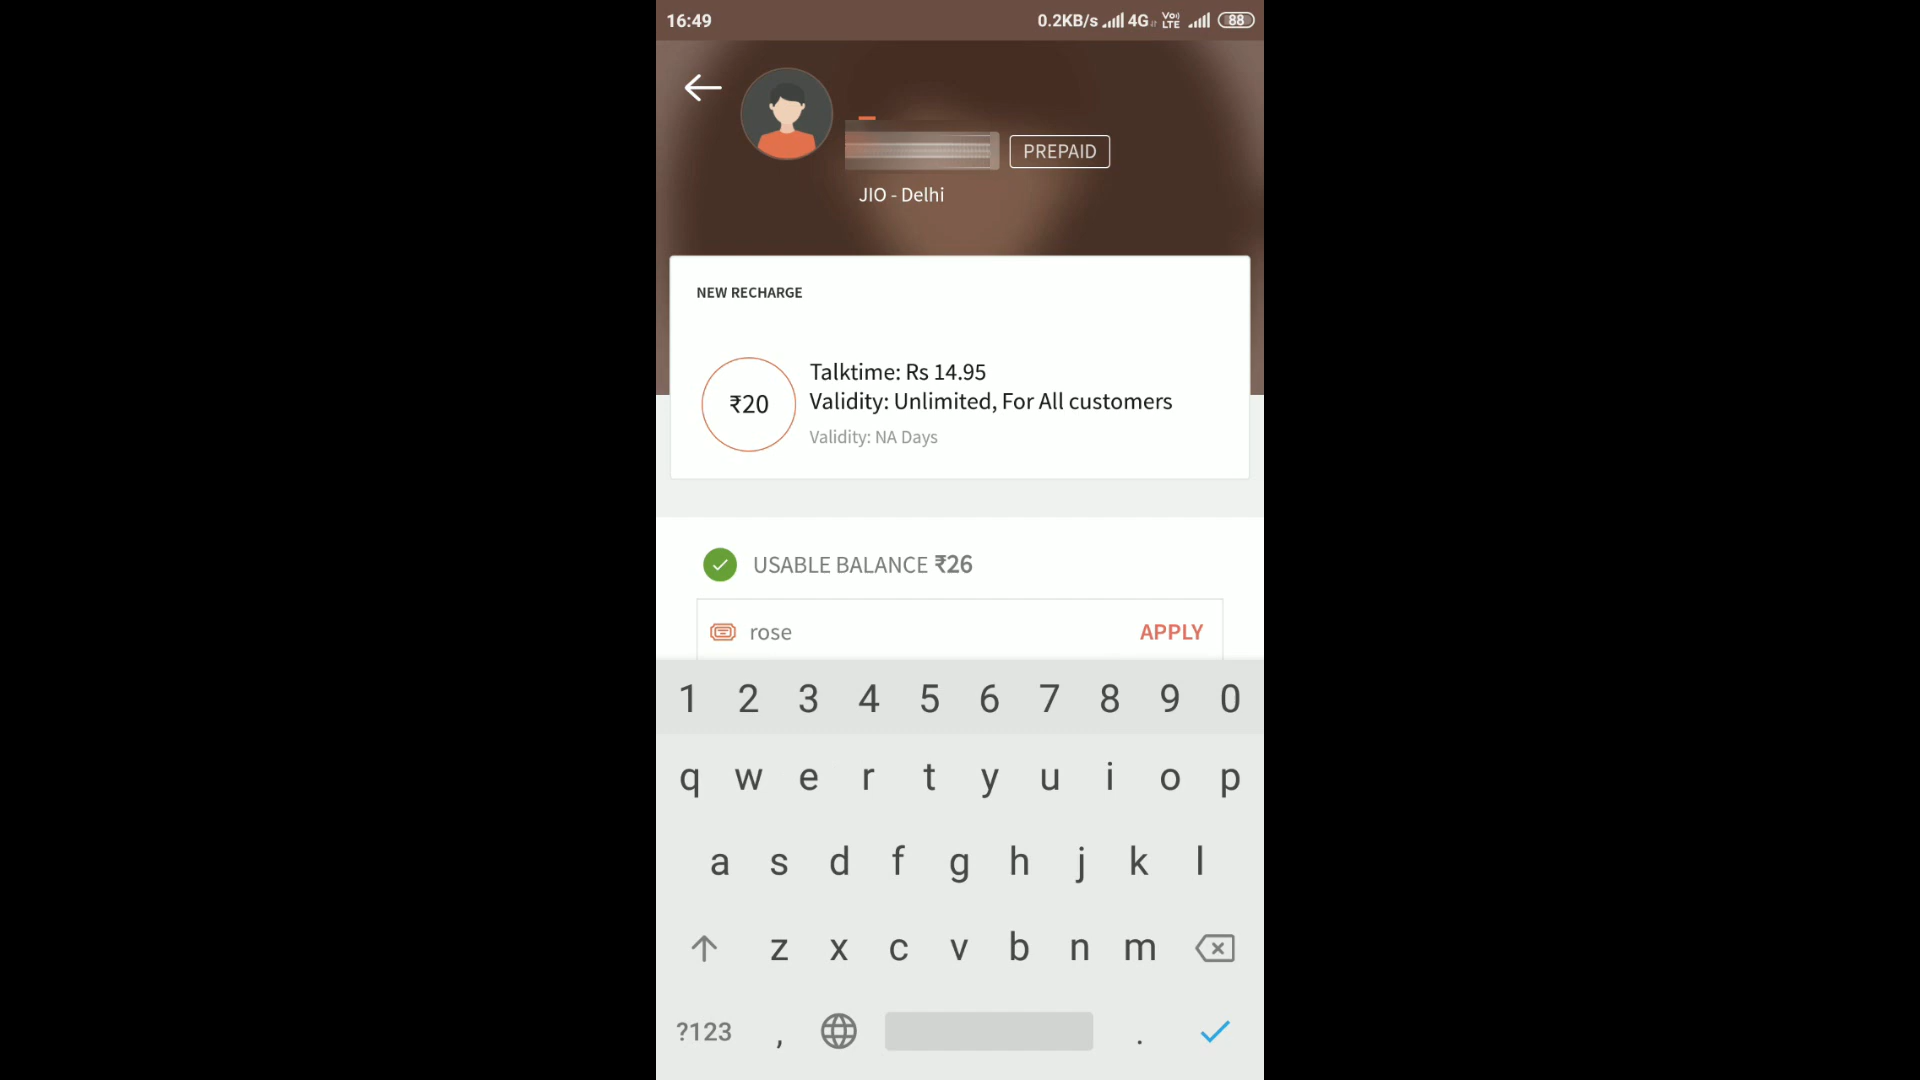 16:49
0.2KB/s 4G Vo) LTE 88
PREPAID
JIO - Delhi
NEW RECHARGE
₹20
Talktime: Rs 14.95
Validity: Unlimited, For All customers
Validity: NA Days
USABLE BALANCE ₹26
rose APPLY
1 2 3 4 5 6 7 8 9 0
q w e r t y u i o p
a s d f g h j k l
z x c v b n m
?123 , .